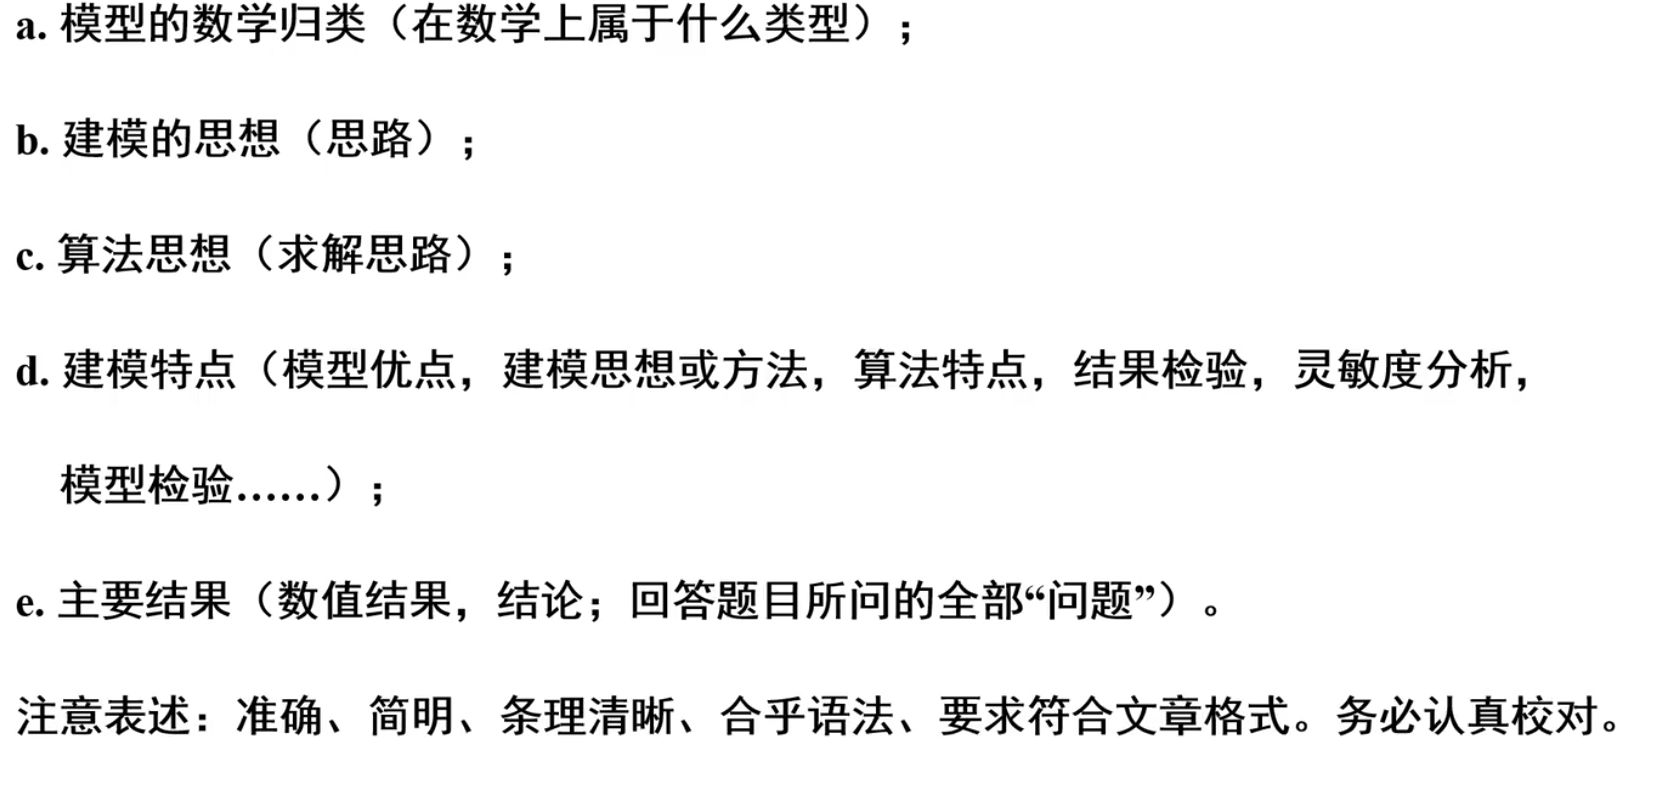 a. 模型的数学归类（在数学上属于什么类型）；
b. 建模的思想（思路）；
c. 算法思想（求解思路）；
d. 建模特点（模型优点，建模思想或方法，算法特点，结果检验，灵敏度分析，
模型检验……）；
e. 主要结果（数值结果，结论；回答题目所问的全部“问题”）。
注意表述：准确、简明、条理清晰、合乎语法、要求符合文章格式。务必认真校对。